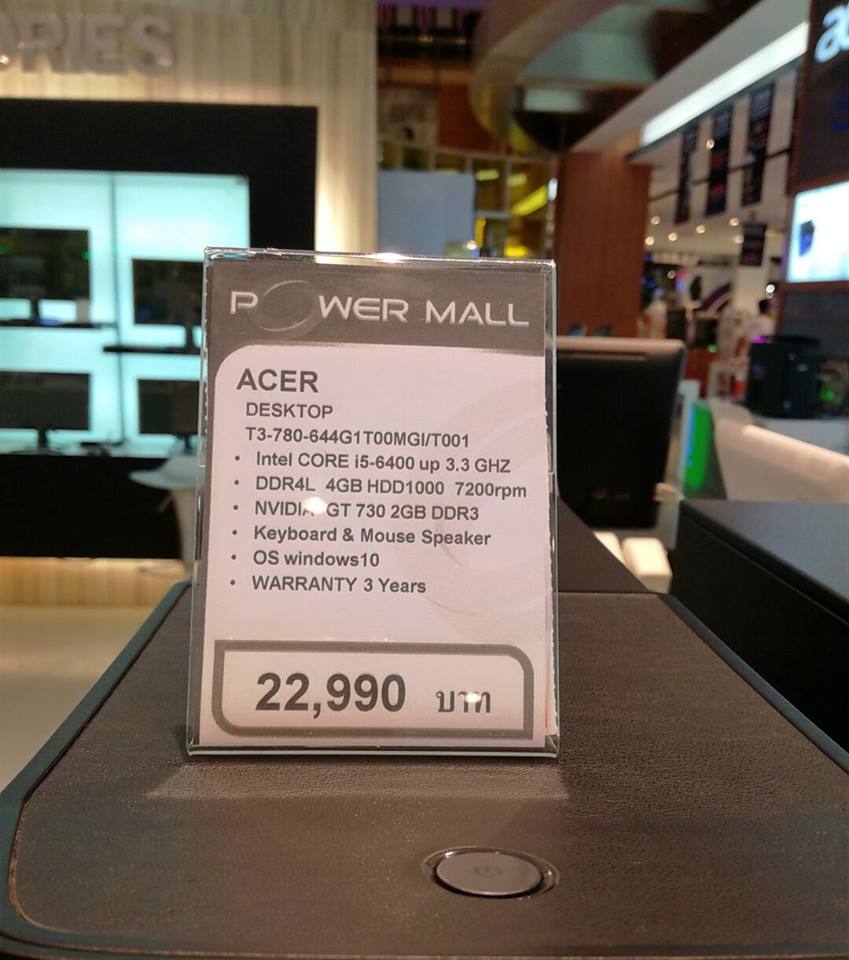 ORIES
ac
POWER MALL
ACER
DESKTOP
T3-780-644G1T00MGI/T001
• Intel CORE i5-6400 up 3.3 GHZ
• DDR4L 4GB HDD1000 7200rpm
• NVIDIA GT 730 2GB DDR3
• Keyboard & Mouse Speaker
• OS windows10
• WARRANTY 3 Years
22,990 บาท